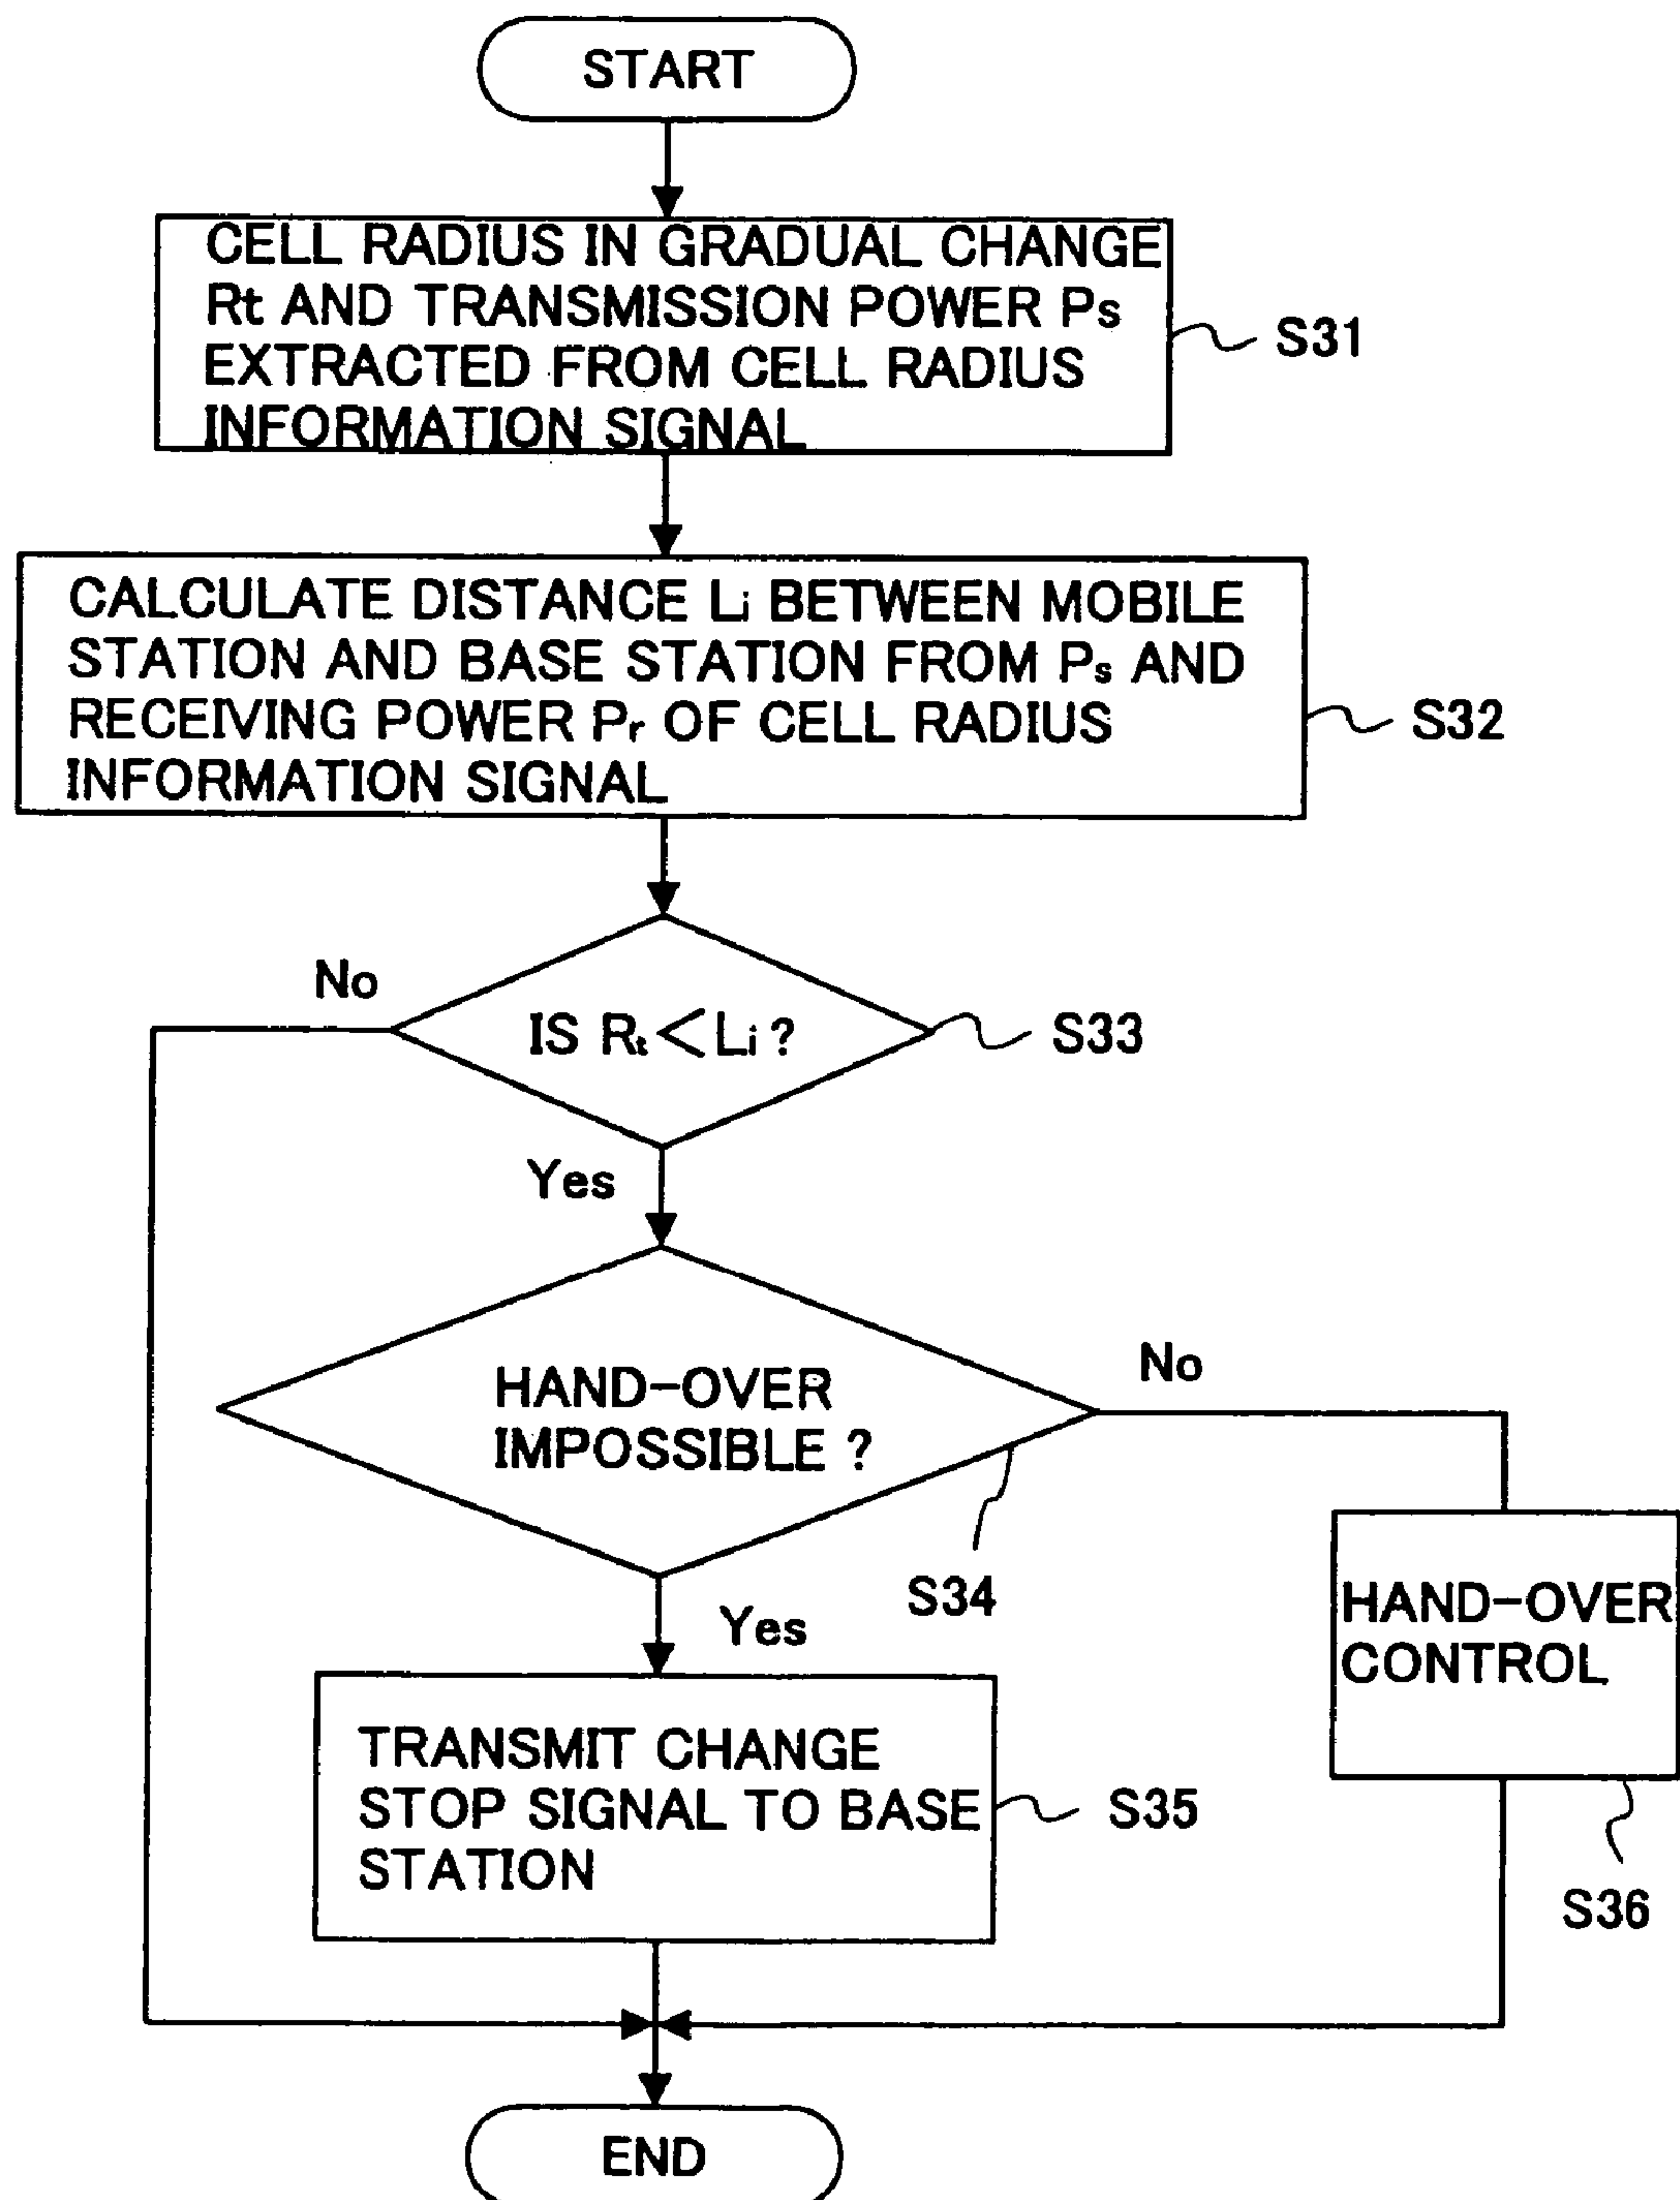 START
CELL RADIUS IN GRADUAL CHANGE
Rt AND TRANSMISSION POWER Ps
EXTRACTED FROM CELL RADIUS
INFORMATION SIGNAL
S31
CALCULATE DISTANCE Li BETWEEN MOBILE
STATION AND BASE STATION FROM Ps AND
RECEIVING POWER Pr OF CELL RADIUS
INFORMATION SIGNAL
S32
No
IS Rt<Li?
S33
Yes
HAND-OVER
IMPOSSIBLE ?
No
S34
Yes
HAND-OVER
CONTROL
TRANSMIT CHANGE
STOP SIGNAL TO BASE
STATION
S35
S36
END